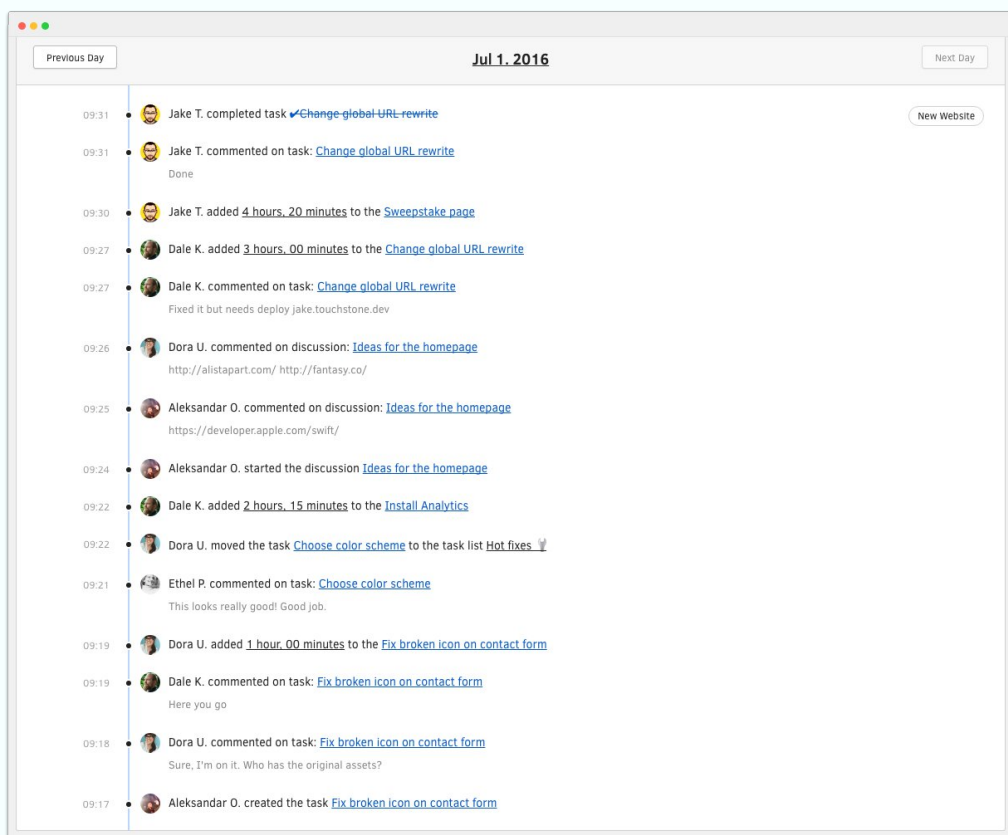 Previous Day
Jul 1. 2016
Next Day
09:31 Jake T. completed task ✔Change global URL rewrite New Website
09:31 Jake T. commented on task: Change global URL rewrite
Done
09:30 Jake T. added 4 hours, 20 minutes to the Sweepstake page
09:27 Dale K. added 3 hours, 00 minutes to the Change global URL rewrite
09:27 Dale K. commented on task: Change global URL rewrite
Fixed it but needs deploy jake.touchstone.dev
09:26 Dora U. commented on discussion: Ideas for the homepage
http://alistapart.com/ http://fantasy.co/
09:25 Aleksandar O. commented on discussion: Ideas for the homepage
https://developer.apple.com/swift/
09:24 Aleksandar O. started the discussion Ideas for the homepage
09:22 Dale K. added 2 hours, 15 minutes to the Install Analytics
09:22 Dora U. moved the task Choose color scheme to the task list Hot fixes
09:21 Ethel P. commented on task: Choose color scheme
This looks really good! Good job.
09:19 Dora U. added 1 hour, 00 minutes to the Fix broken icon on contact form
09:19 Dale K. commented on task: Fix broken icon on contact form
Here you go
09:18 Dora U. commented on task: Fix broken icon on contact form
Sure, I'm on it. Who has the original assets?
09:17 Aleksandar O. created the task Fix broken icon on contact form